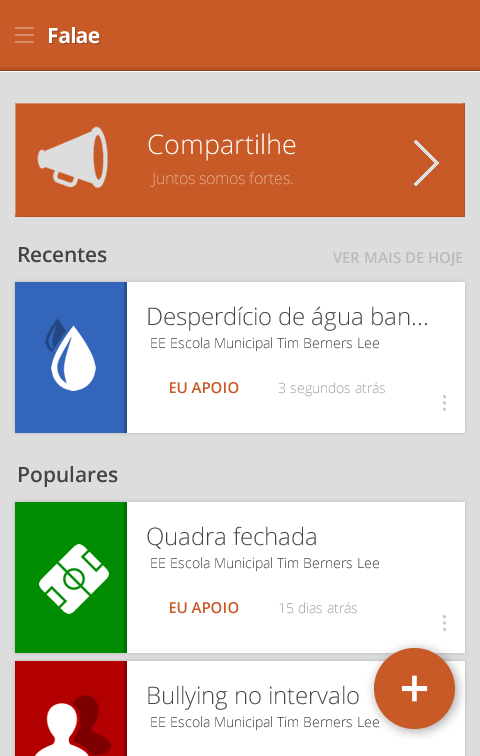 Falae
Compartilhe
Juntos somos fortes.
Recentes
VER MAIS DE HOJE
Desperdício de água ban...
EE Escola Municipal Tim Berners Lee
EU APOIO
3 segundos atrás
Populares
Quadra fechada
EE Escola Municipal Tim Berners Lee
EU APOIO
15 dias atrás
Bullying no intervalo
EE Escola Municipal Tim Berners Lee